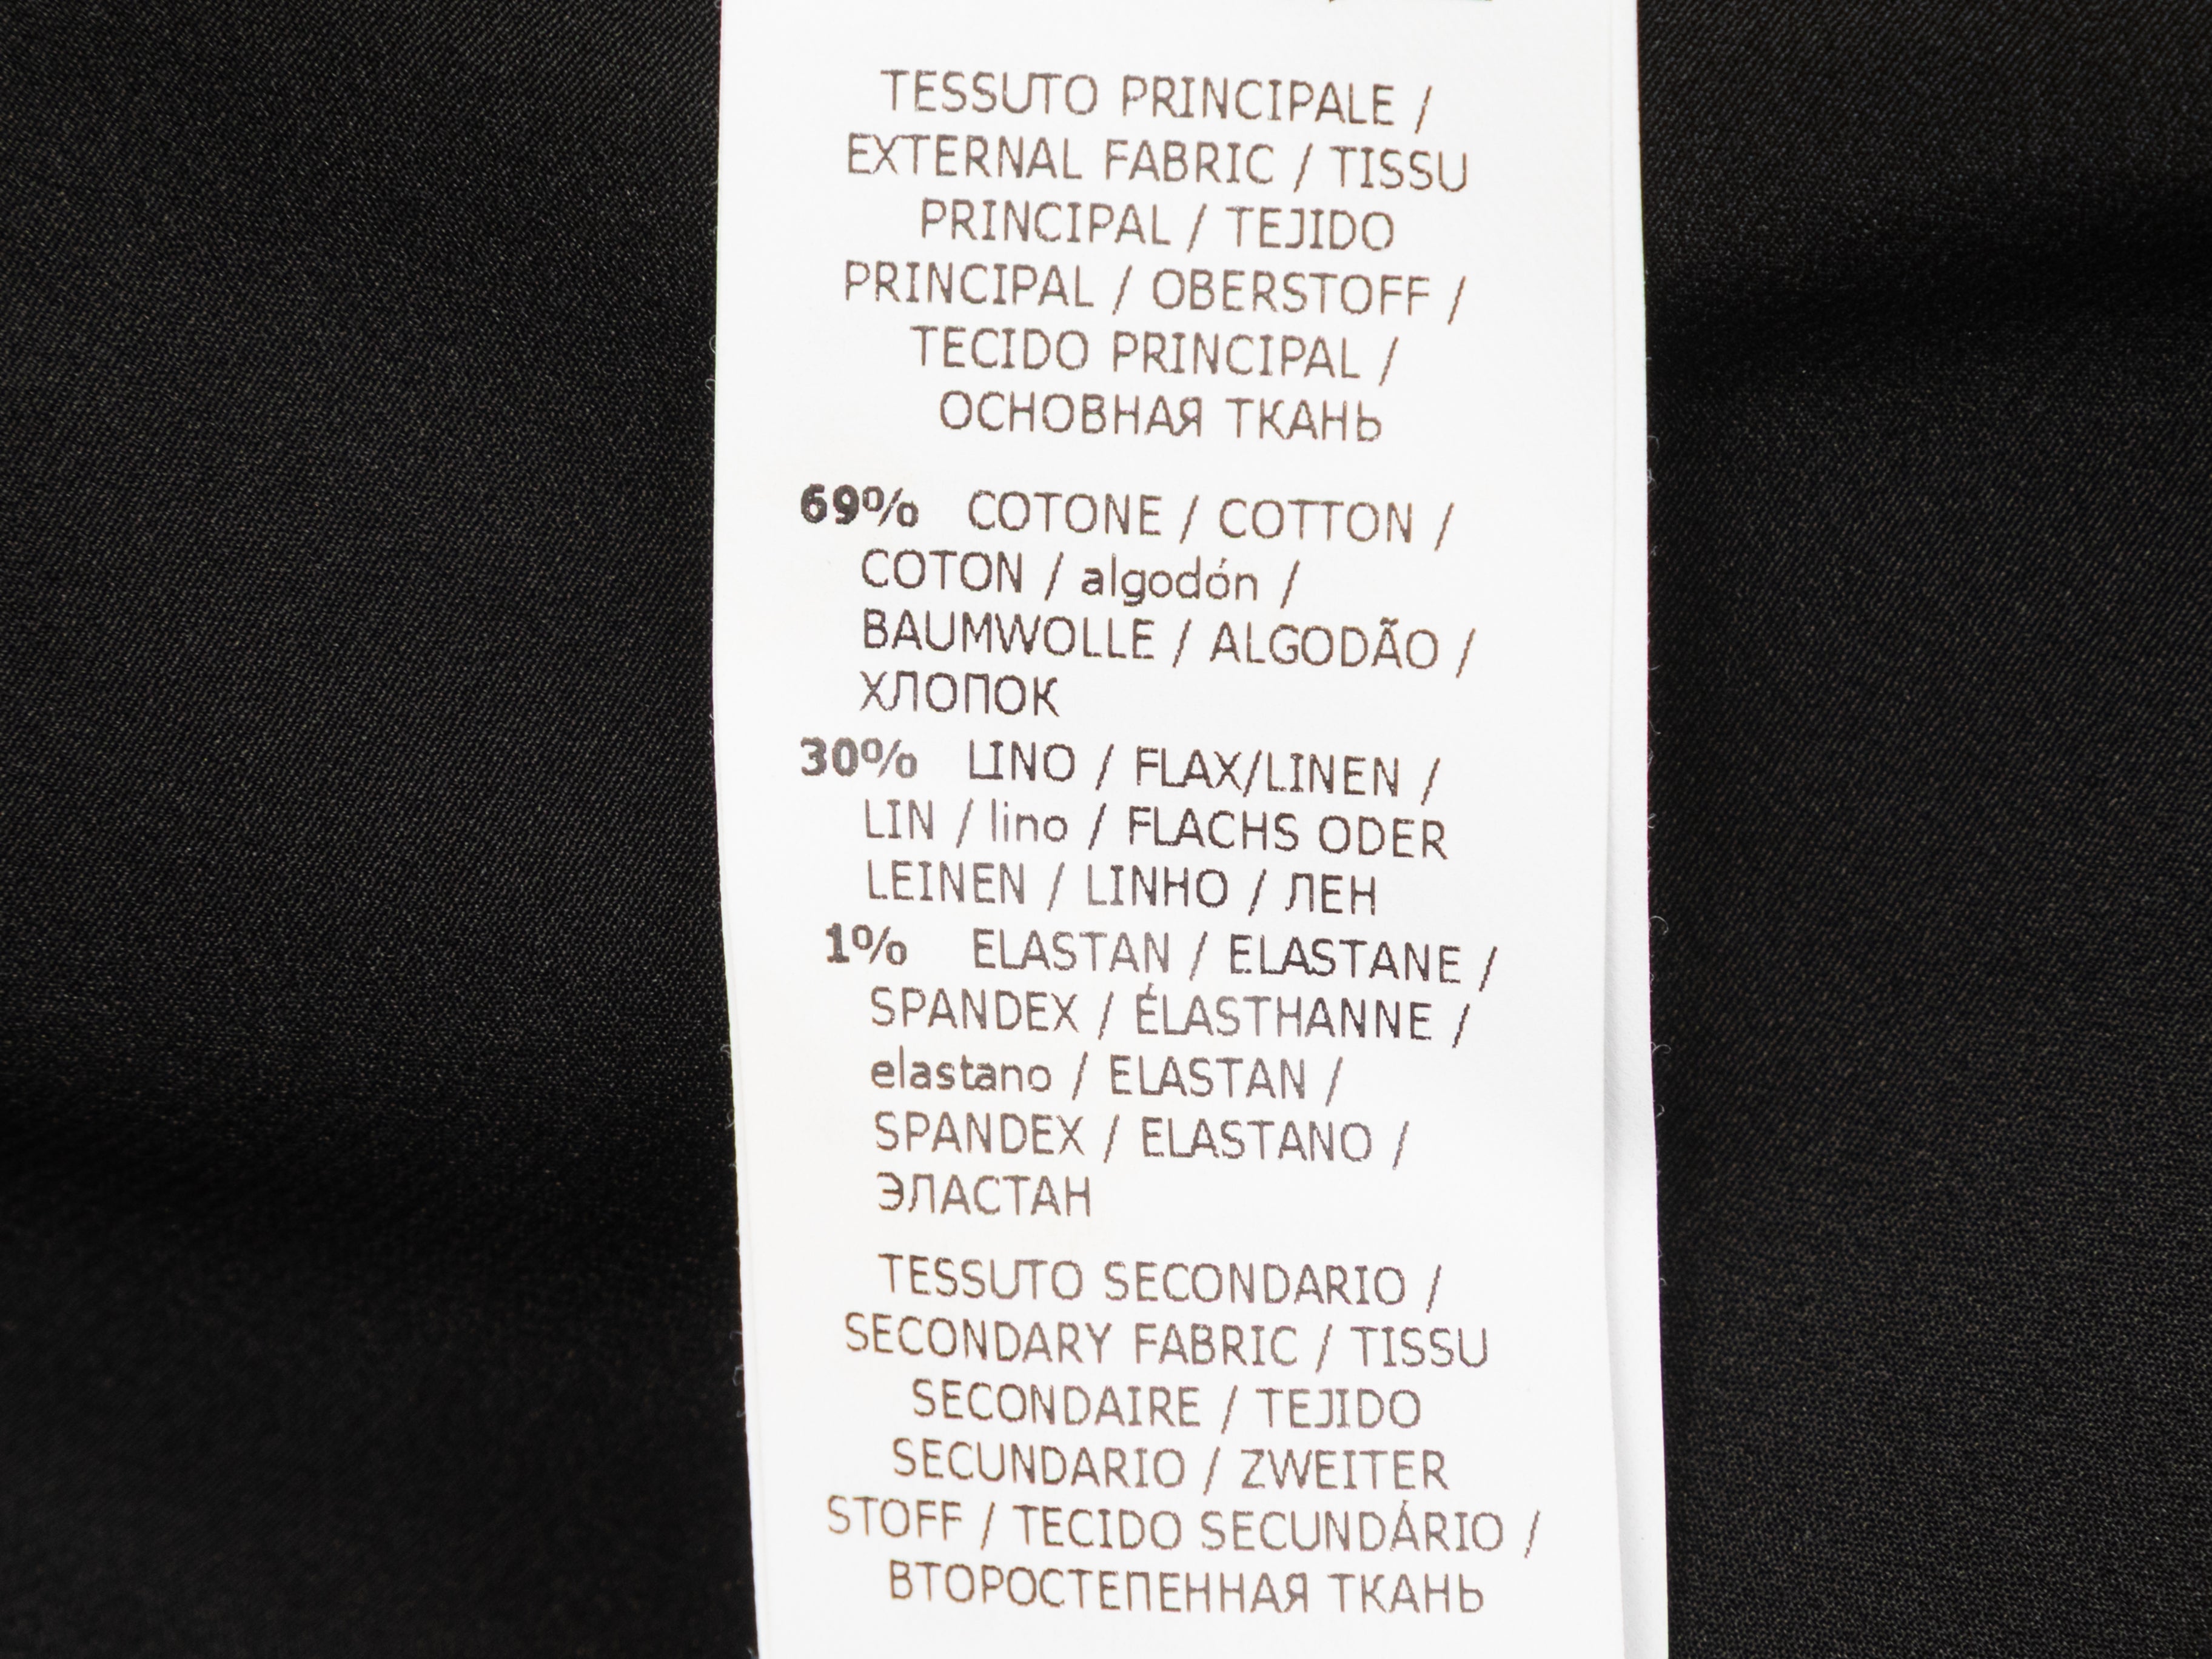 TESSUTO PRINCIPALE /
EXTERNAL FABRIC / TISSU
PRINCIPAL / TEJIDO
PRINCIPAL / OBERSTOFF /
TECIDO PRINCIPAL /
ОСНОВНАЯ ТКАНЬ
69% COTONE / COTTON /
COTON / algodón /
BAUMWOLLE / ALGODÃO /
ХЛОПОК
30% LINO / FLAX/LINEN /
LIN / lino / FLACHS ODER
LEINEN / LINHO / ЛЕН
1% ELASTAN / ELASTANE /
SPANDEX / ÉLASTHANNE /
elastano / ELASTAN /
SPANDEX / ELASTANO /
ЭЛАСТАН
TESSUTO SECONDARIO /
SECONDARY FABRIC / TISSU
SECONDAIRE / TEJIDO
SECUNDARIO / ZWEITER
STOFF / TECIDO SECUNDÁRIO /
ВТОРОСТЕПЕННАЯ ТКАНЬ